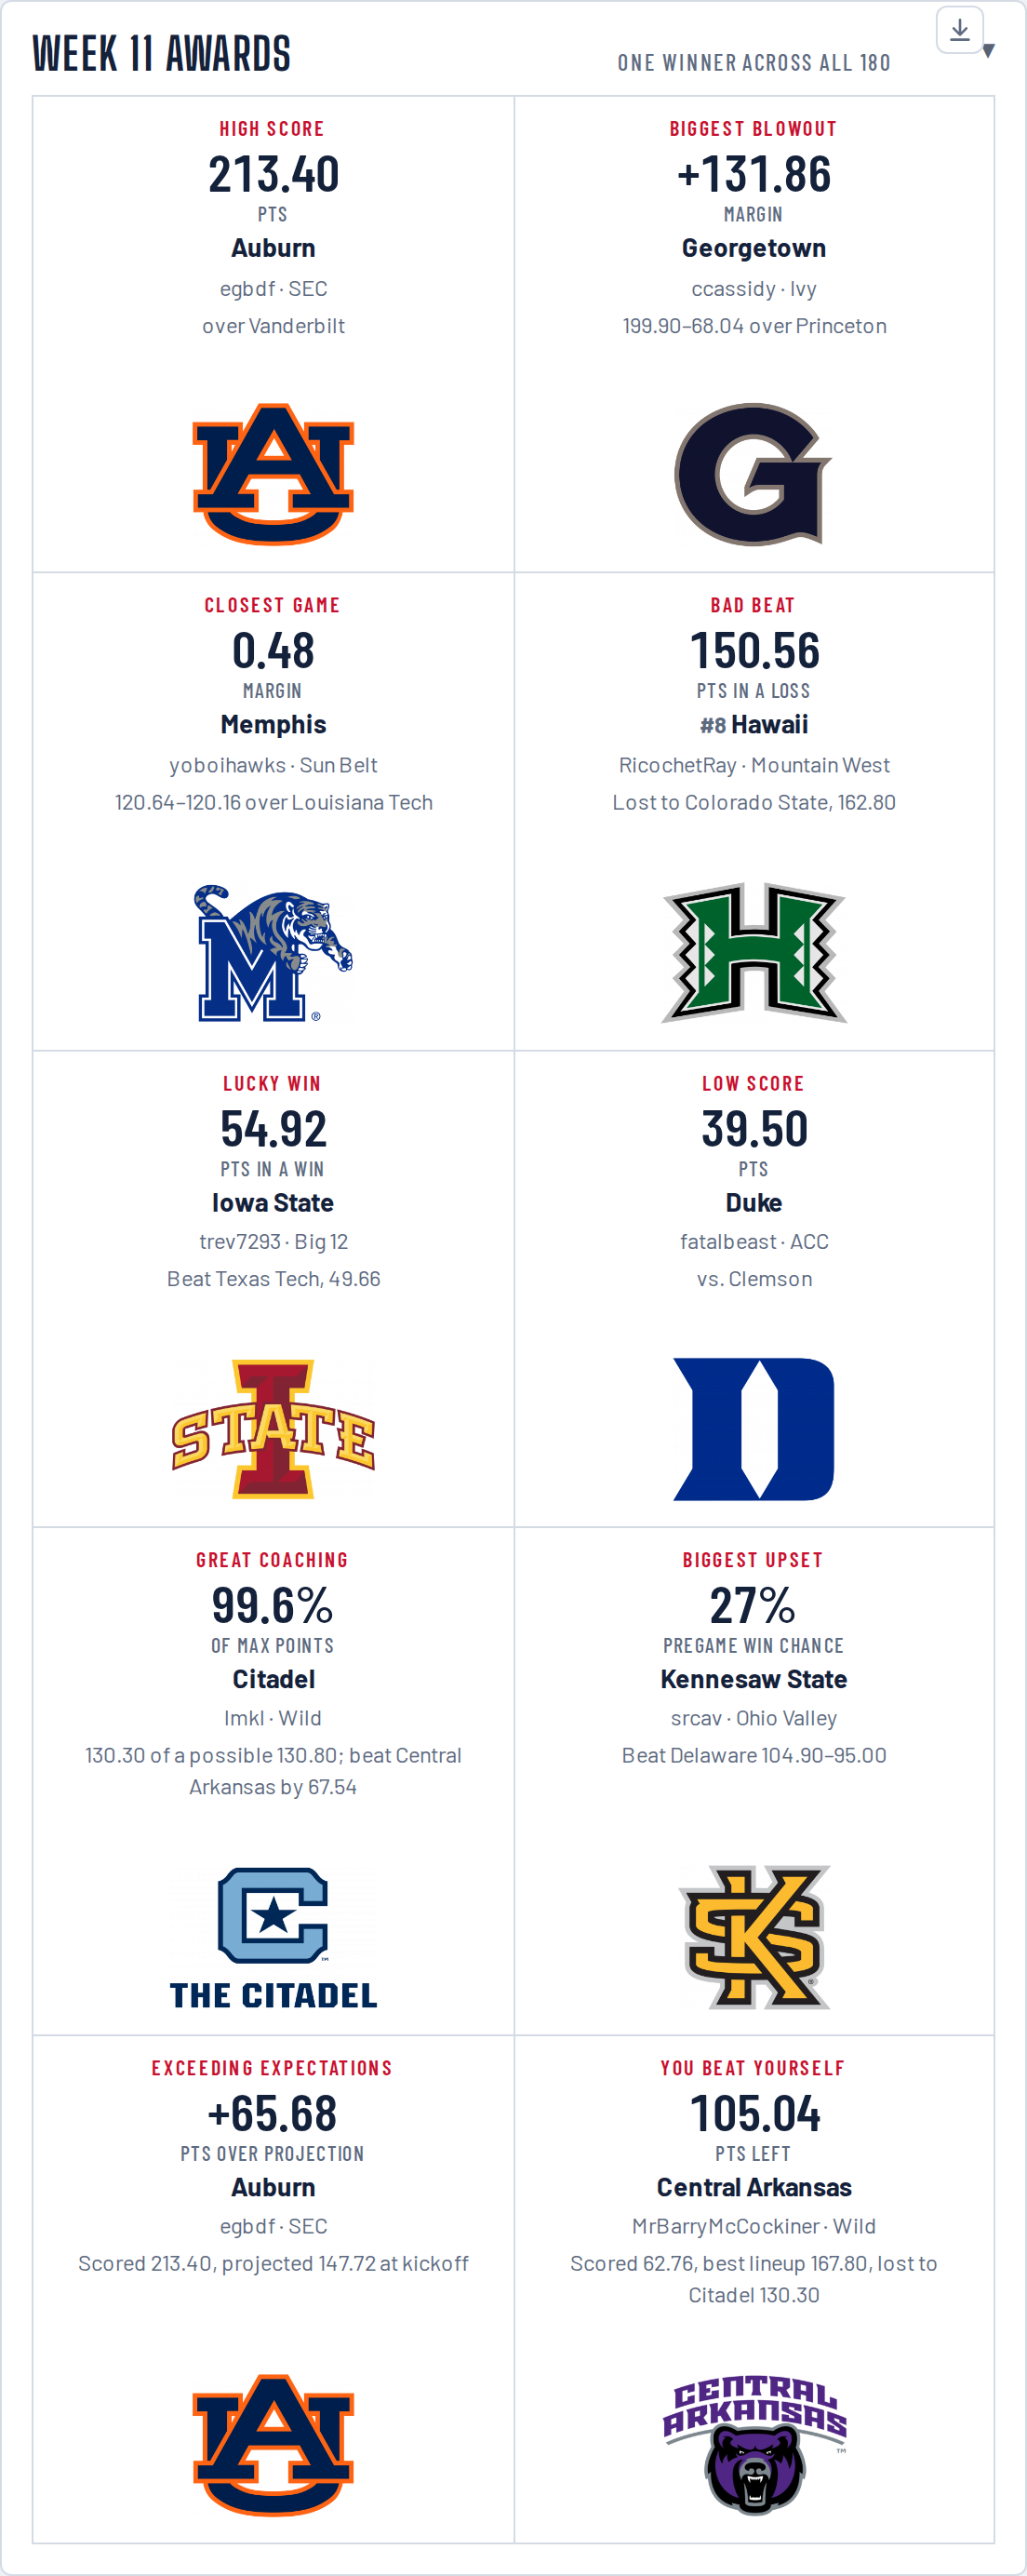 WEEK 11 AWARDS
ONE WINNER ACROSS ALL 180
HIGH SCORE
213.40
PTS
Auburn
egbdf · SEC
over Vanderbilt
BIGGEST BLOWOUT
+131.86
MARGIN
Georgetown
ccassidy · Ivy
199.90–68.04 over Princeton
AU
G
CLOSEST GAME
0.48
MARGIN
Memphis
yoboihawks · Sun Belt
120.64–120.16 over Louisiana Tech
BAD BEAT
150.56
PTS IN A LOSS
#8 Hawaii
RicochetRay · Mountain West
Lost to Colorado State, 162.80
M
®
H
LUCKY WIN
54.92
PTS IN A WIN
Iowa State
trev7293 · Big 12
Beat Texas Tech, 49.66
LOW SCORE
39.50
PTS
Duke
fatalbeast · ACC
vs. Clemson
I
STATE
D
GREAT COACHING
99.6%
OF MAX POINTS
Citadel
lmkl · Wild
130.30 of a possible 130.80; beat Central
Arkansas by 67.54
BIGGEST UPSET
27%
PREGAME WIN CHANCE
Kennesaw State
srcav · Ohio Valley
Beat Delaware 104.90–95.00
C
™
THE CITADEL
KS
®
EXCEEDING EXPECTATIONS
+65.68
PTS OVER PROJECTION
Auburn
egbdf · SEC
Scored 213.40, projected 147.72 at kickoff
YOU BEAT YOURSELF
105.04
PTS LEFT
Central Arkansas
MrBarryMcCockiner · Wild
Scored 62.76, best lineup 167.80, lost to
Citadel 130.30
AU
CENTRAL
ARKANSAS
™